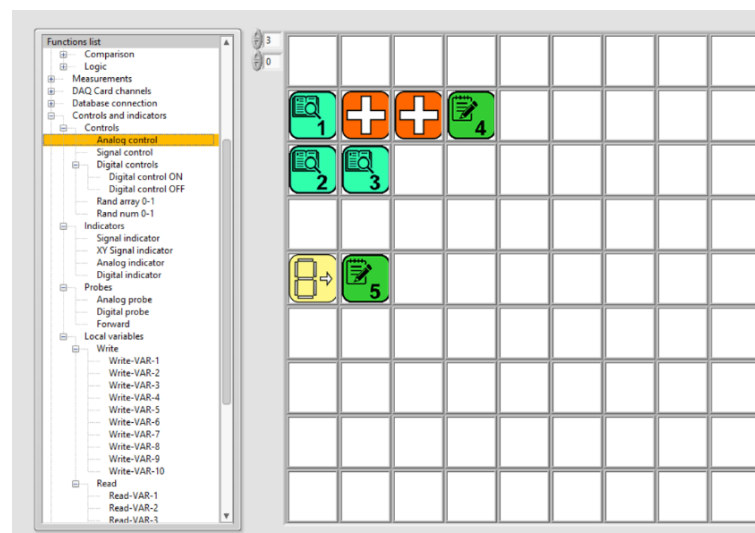 Functions list
Comparison
Logic
Measurements
DAQ Card channels
Database connection
Controls and indicators
Controls
Analog control
Signal control
Digital controls
Digital control ON
Digital control OFF
Rand array 0-1
Rand num 0-1
Indicators
Signal indicator
XY Signal indicator
Analog indicator
Digital indicator
Probes
Analog probe
Digital probe
Forward
Local variables
Write
Write-VAR-1
Write-VAR-2
Write-VAR-3
Write-VAR-4
Write-VAR-5
Write-VAR-6
Write-VAR-7
Write-VAR-8
Write-VAR-9
Write-VAR-10
Read
Read-VAR-1
Read-VAR-2
Read-VAR-3
3
0
1 4
2 3
5